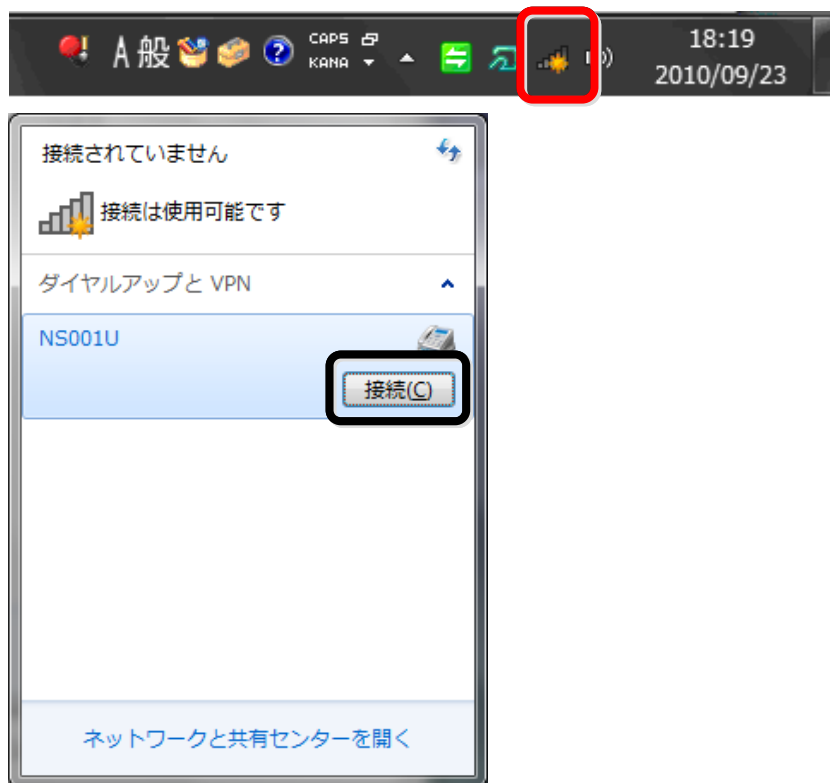 A般 CAPS 18:19
KANA 2010/09/23
接続されていません
接続は使用可能です
ダイヤルアップと VPN
NS001U
接続(C)
ネットワークと共有センターを開く